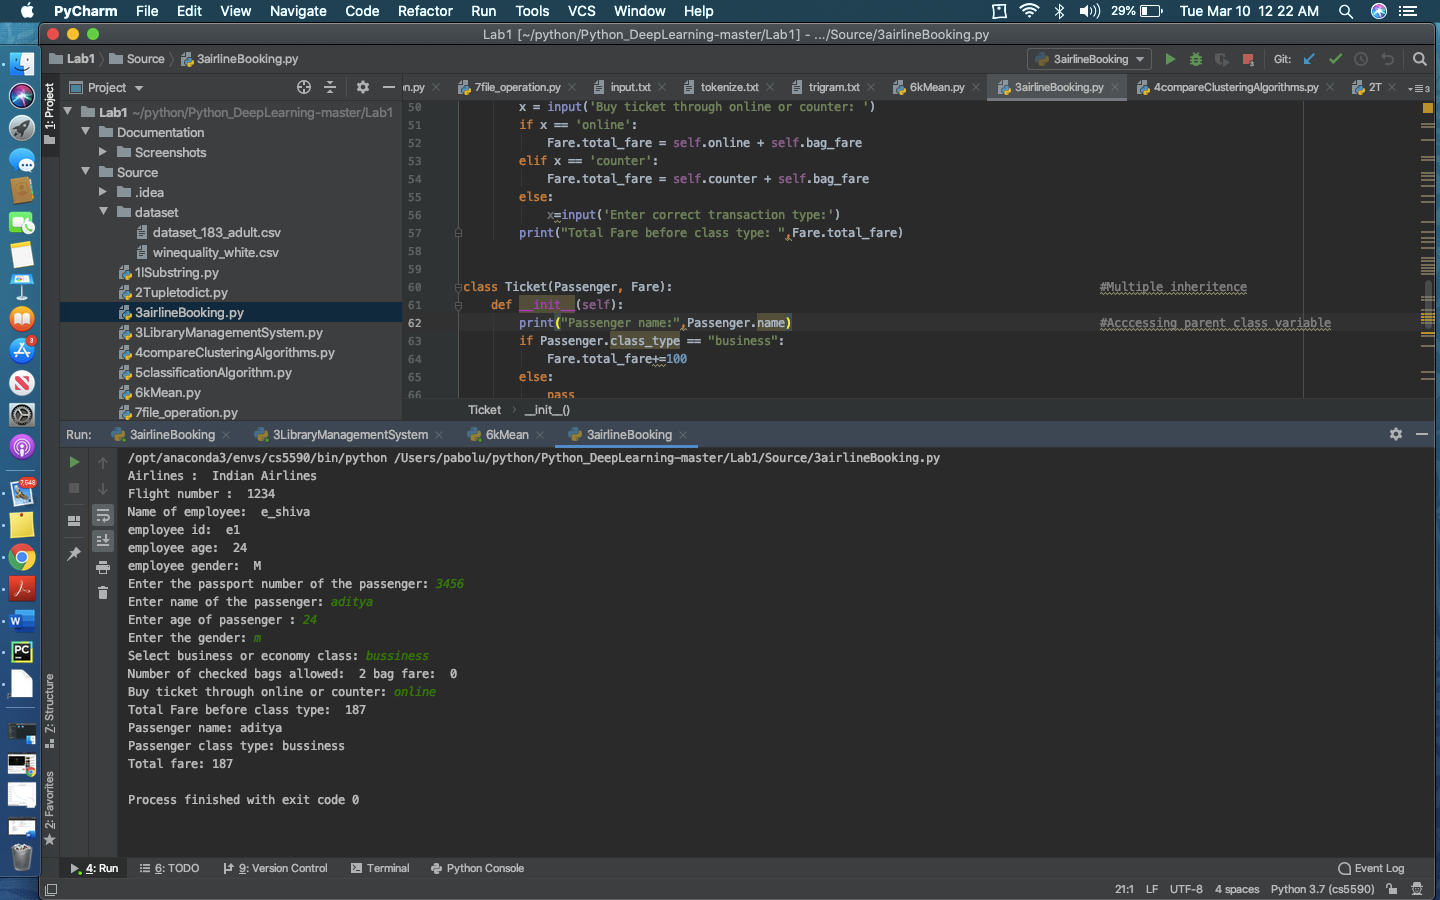 PyCharm File Edit View Navigate Code Refactor Run Tools VCS Window Help 29% Tue Mar 10 12 22 AM
Lab1 [~/python/Python_DeepLearning-master/Lab1] - .../Source/3airlineBooking.py
Lab1 Source 3airlineBooking.py 3airlineBooking Git:
Project n.py 7file_operation.py input.txt tokenize.txt trigram.txt 6kMean.py 3airlineBooking.py 4compareClusteringAlgorithms.py 2T 3
1: Project
Lab1 ~/python/Python_DeepLearning-master/Lab1
Documentation
Screenshots
Source
.idea
dataset
dataset_183_adult.csv
winequality_white.csv
1lSubstring.py
2Tupletodict.py
3airlineBooking.py
3LibraryManagementSystem.py
4compareClusteringAlgorithms.py
5classificationAlgorithm.py
6kMean.py
7file_operation.py
50 x = input('Buy ticket through online or counter: ')
51 if x == 'online':
52 Fare.total_fare = self.online + self.bag_fare
53 elif x == 'counter':
54 Fare.total_fare = self.counter + self.bag_fare
55 else:
56 x=input('Enter correct transaction type:')
57 print("Total Fare before class type: ",Fare.total_fare)
58
59
60 class Ticket(Passenger, Fare): #Multiple inheritence
61 def __init__(self):
62 print("Passenger name:",Passenger.name) #Acccessing parent class variable
63 if Passenger.class_type == "business":
64 Fare.total_fare+=100
65 else:
66 pass
Ticket __init__()
Run: 3airlineBooking 3LibraryManagementSystem 6kMean 3airlineBooking
/opt/anaconda3/envs/cs5590/bin/python /Users/pabolu/python/Python_DeepLearning-master/Lab1/Source/3airlineBooking.py
Airlines :  Indian Airlines
Flight number :  1234
Name of employee:  e_shiva
employee id:  e1
employee age:  24
employee gender:  M
Enter the passport number of the passenger: 3456
Enter name of the passenger: aditya
Enter age of passenger : 24
Enter the gender: m
Select business or economy class: bussiness
Number of checked bags allowed:  2 bag fare:  0
Buy ticket through online or counter: online
Total Fare before class type:  187
Passenger name: aditya
Passenger class type: bussiness
Total fare: 187
Process finished with exit code 0
3
7,548
W
PC
Z: Structure
2: Favorites
4: Run 6: TODO 9: Version Control Terminal Python Console Event Log
21:1 LF UTF-8 4 spaces Python 3.7 (cs5590)